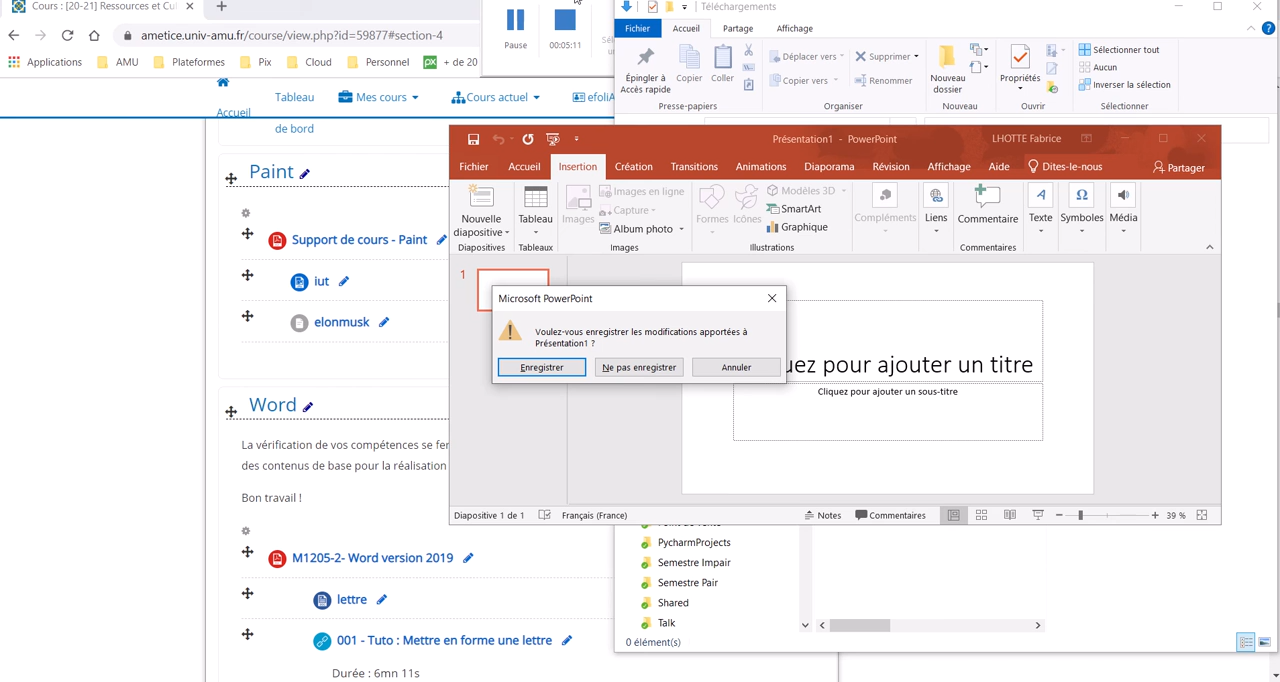 Cours : [20-21] Ressources et Cul
ametice.univ-amu.fr/course/view.php?id=59877#section-4
Applications
AMU
Plateformes
Pix
Cloud
Personnel
+ de 20
Pause
00:05:11
Téléchargements
Fichier
Accueil
Partage
Affichage
Épingler à
Accès rapide
Copier
Coller
Déplacer vers
Copier vers
Supprimer
Renommer
Nouveau
dossier
Propriétés
Sélectionner tout
Aucun
Inverser la sélection
Presse-papiers
Organiser
Nouveau
Ouvrir
Sélectionner
Accueil
Tableau
de bord
Mes cours
Cours actuel
efoliA
Paint
Support de cours - Paint
iut
elonmusk
Word
La vérification de vos compétences se fer
des contenus de base pour la réalisation
Bon travail !
M1205-2- Word version 2019
lettre
001 - Tuto : Mettre en forme une lettre
Durée : 6mn 11s
Présentation1 - PowerPoint
LHOTTE Fabrice
Fichier
Accueil
Insertion
Création
Transitions
Animations
Diaporama
Révision
Affichage
Aide
Dites-le-nous
Partager
Nouvelle
diapositive
Tableau
Images
Images en ligne
Capture
Album photo
Formes
Icônes
Modèles 3D
SmartArt
Graphique
Compléments
Liens
Commentaire
Texte
Symboles
Média
Diapositives
Tableaux
Images
Illustrations
Commentaires
1
Microsoft PowerPoint
Voulez-vous enregistrer les modifications apportées à
Présentation1 ?
Enregistrer
Ne pas enregistrer
Annuler
uez pour ajouter un titre
Cliquez pour ajouter un sous-titre
Diapositive 1 de 1
Français (France)
Notes
Commentaires
39 %
PycharmProjects
Semestre Impair
Semestre Pair
Shared
Talk
0 élément(s)